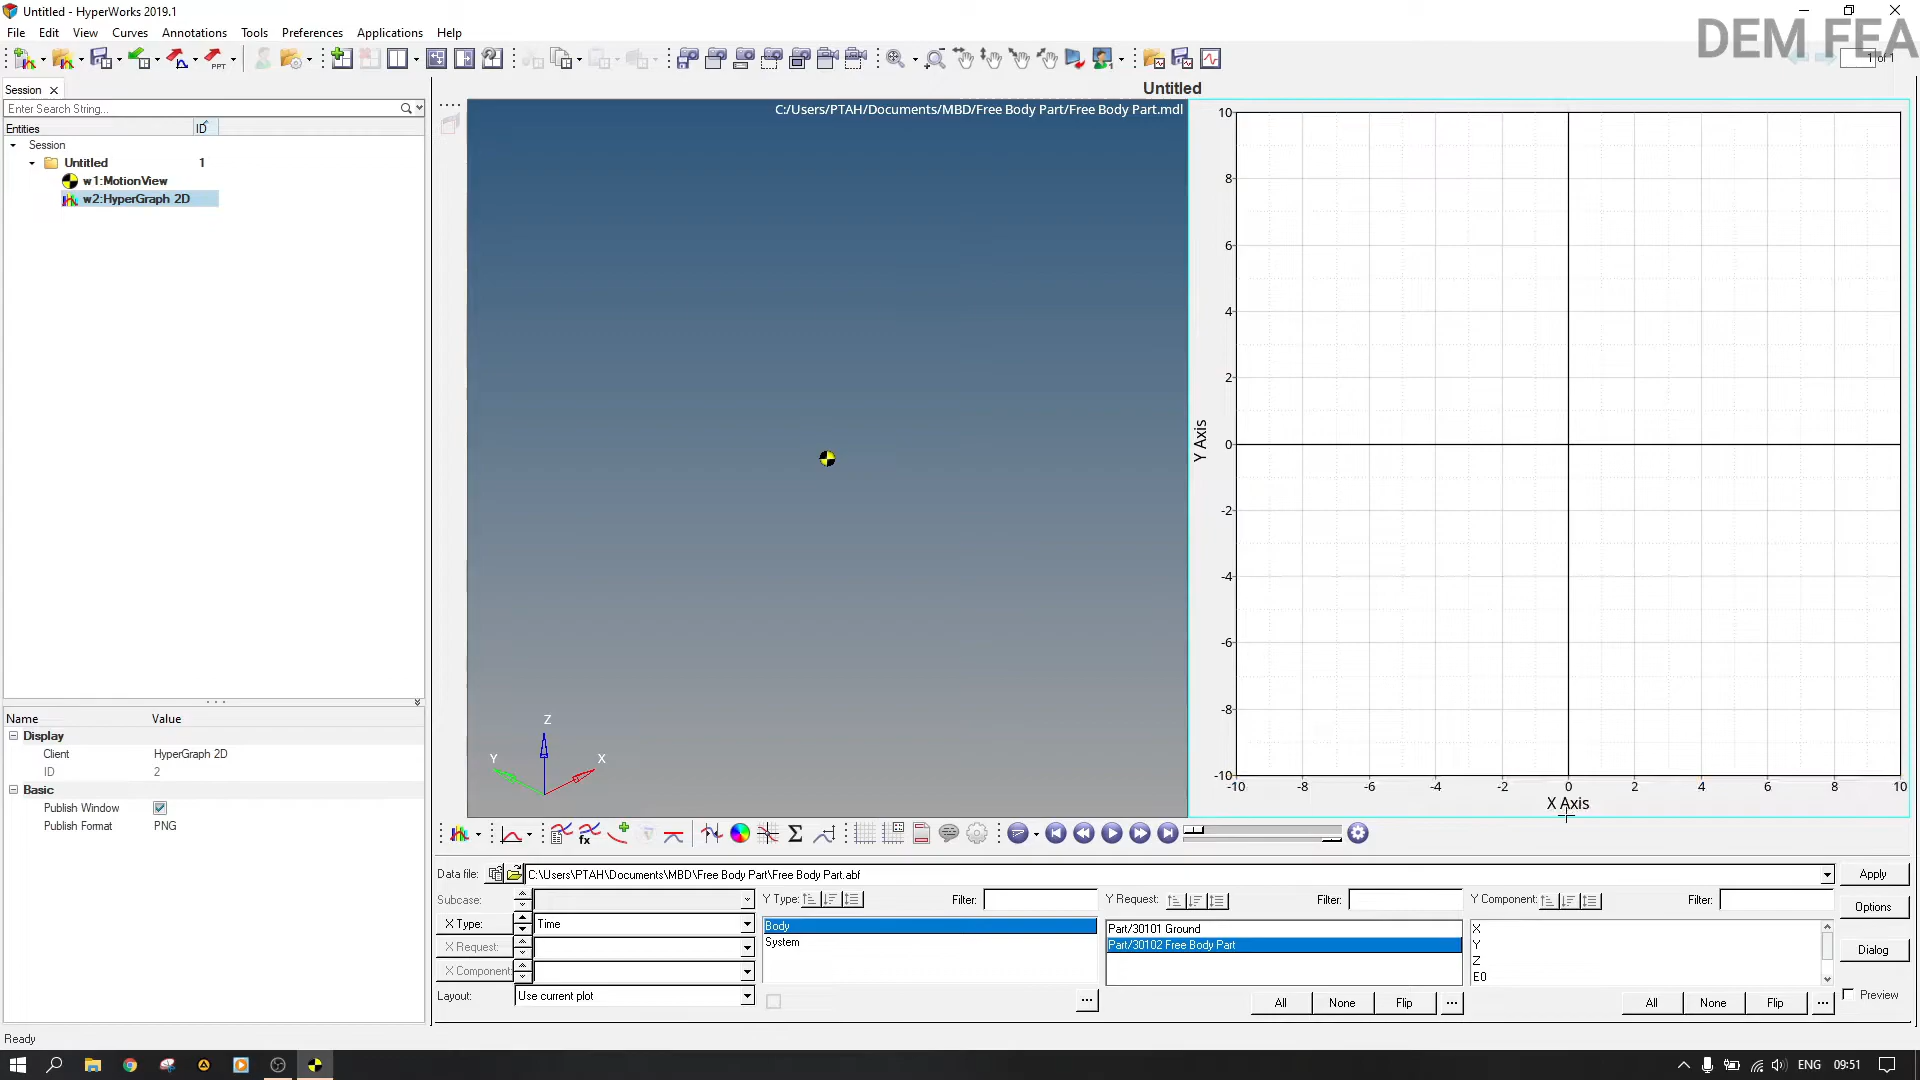 Untitled - HyperWorks 2019.1
File Edit View Curves Annotations Tools Preferences Applications Help
DEM FEA
1 of 1
PPT
Session
Untitled
Enter Search String...
C:/Users/PTAH/Documents/MBD/Free Body Part/Free Body Part.mdl
Entities ID
Session
Untitled 1
w1:MotionView
w2:HyperGraph 2D
10
8
6
4
2
0
-2
-4
-6
-8
-10
Y Axis
-10 -8 -6 -4 -2 0 2 4 6 8 10
X Axis
Z
Y X
Name Value
Display
Client HyperGraph 2D
ID 2
Basic
Publish Window
Publish Format PNG
fx Σ
Data file: C:\Users\PTAH\Documents\MBD\Free Body Part\Free Body Part.abf Apply
Subcase: Y Type: Filter: Y Request: Filter: Y Component: Filter:
Options
X Type: Time
X Request:
X Component:
Layout: Use current plot
Body
System
Part/30101 Ground
Part/30102 Free Body Part
X
Y
Z
E0
Dialog
Preview
... All None Flip ... All None Flip ...
Ready
ENG 09:51